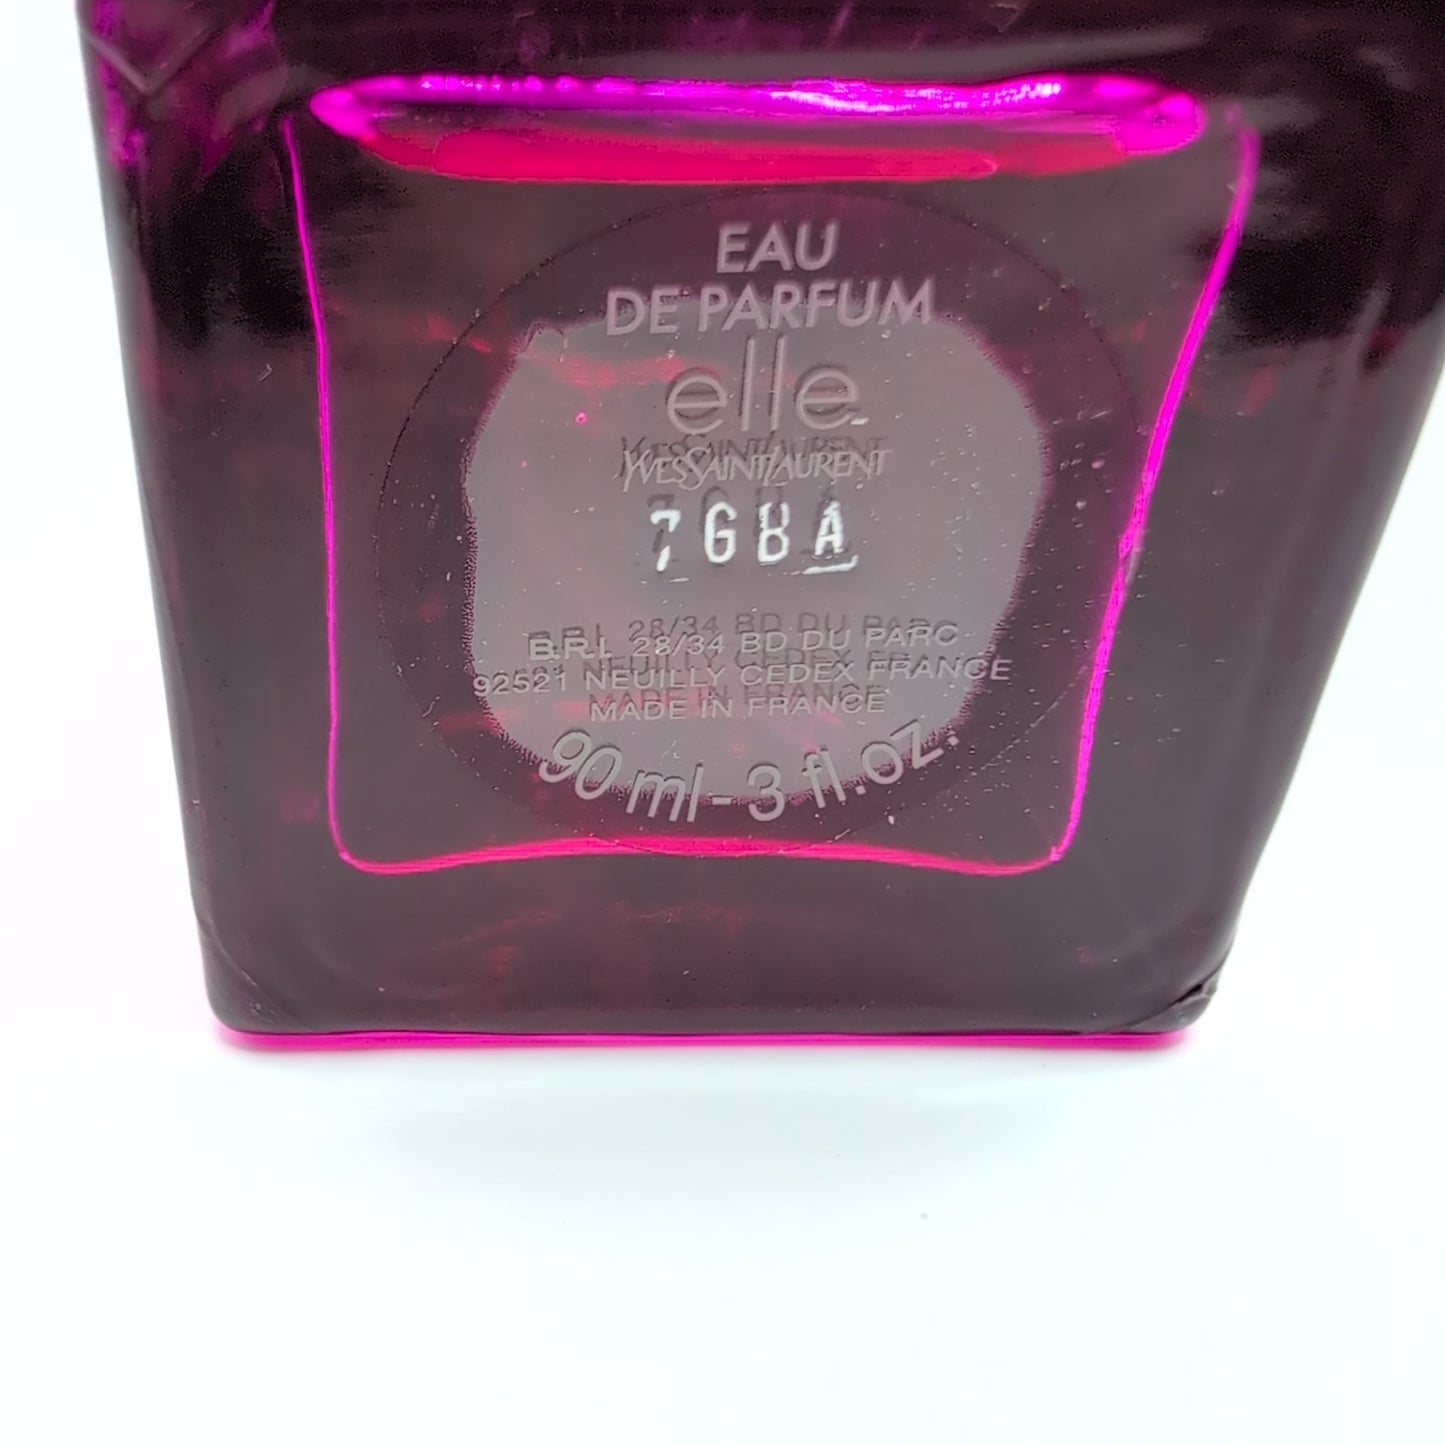 EAU
DE PARFUM
elle
YVESSAINTLAURENT
7GBA
B.R.I. 28/34 BD DU PARC
92521 NEUILLY CEDEX FRANCE
MADE IN FRANCE
90 ml - 3 fl.oz.